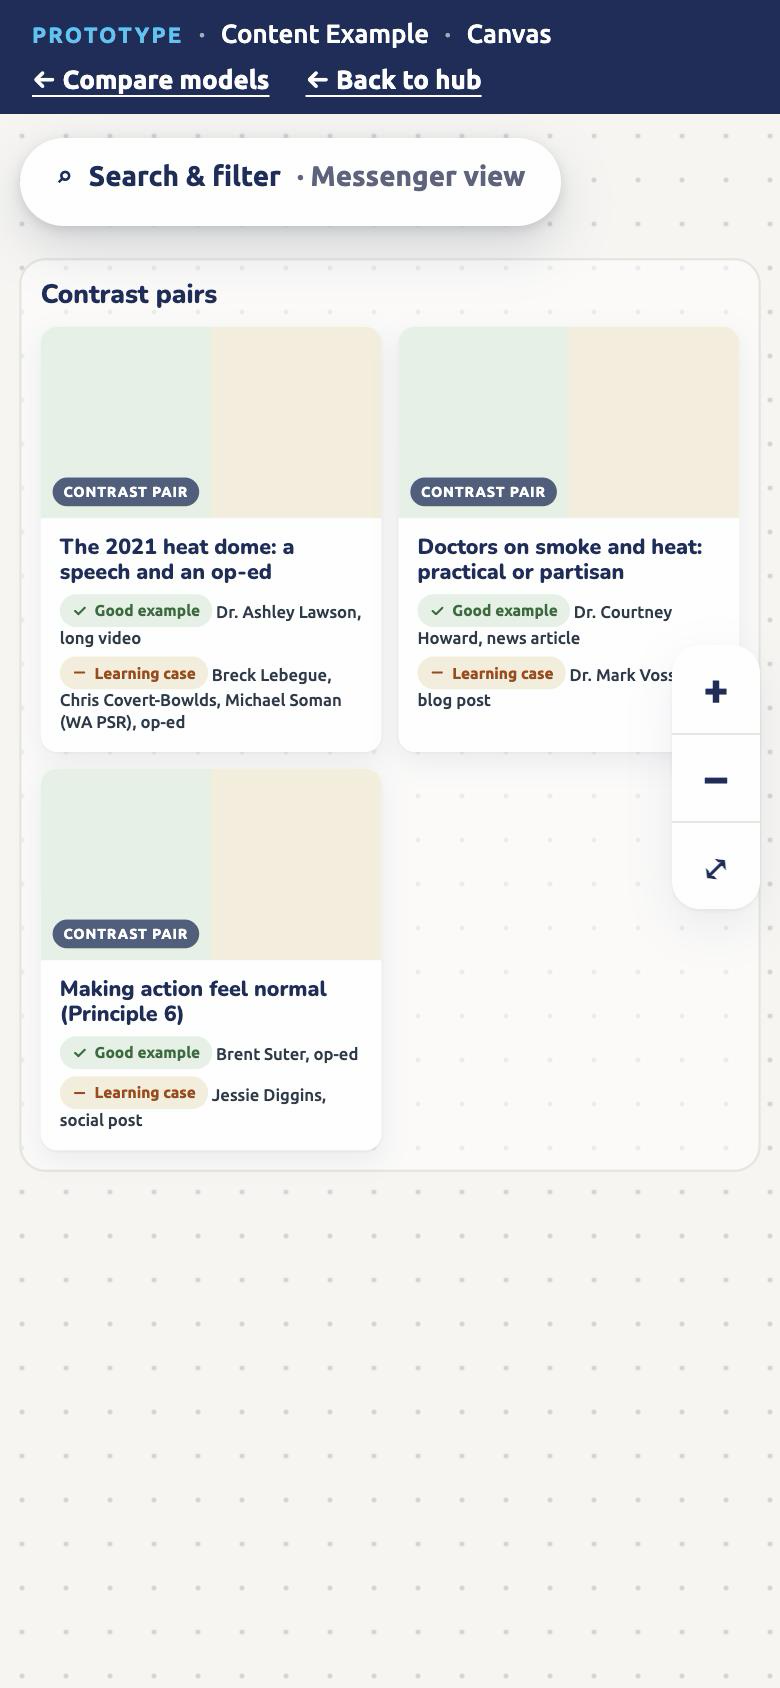 PROTOTYPE · Content Example · Canvas
← Compare models ← Back to hub
Search & filter · Messenger view
Contrast pairs
CONTRAST PAIR
The 2021 heat dome: a
speech and an op-ed
✓ Good example Dr. Ashley Lawson,
long video
– Learning case Breck Lebegue,
Chris Covert-Bowlds, Michael Soman
(WA PSR), op-ed
CONTRAST PAIR
Doctors on smoke and heat:
practical or partisan
✓ Good example Dr. Courtney
Howard, news article
– Learning case Dr. Mark Voss
blog post
CONTRAST PAIR
Making action feel normal
(Principle 6)
✓ Good example Brent Suter, op-ed
– Learning case Jessie Diggins,
social post